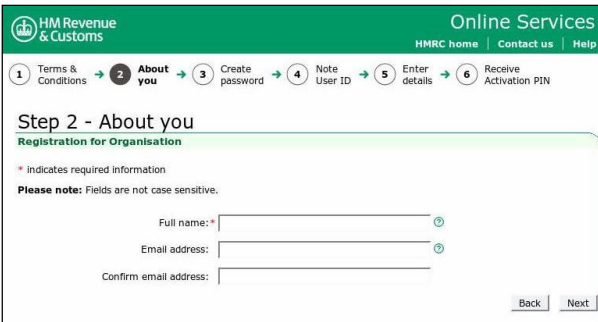 HM Revenue
& Customs
Online Services
HMRC home | Contact us | Help
1 Terms & Conditions → 2 About you → 3 Create password → 4 Note User ID → 5 Enter details → 6 Receive Activation PIN
Step 2 - About you
Registration for Organisation
* indicates required information
Please note: Fields are not case sensitive.
Full name:* ?
Email address: ?
Confirm email address:
Back Next